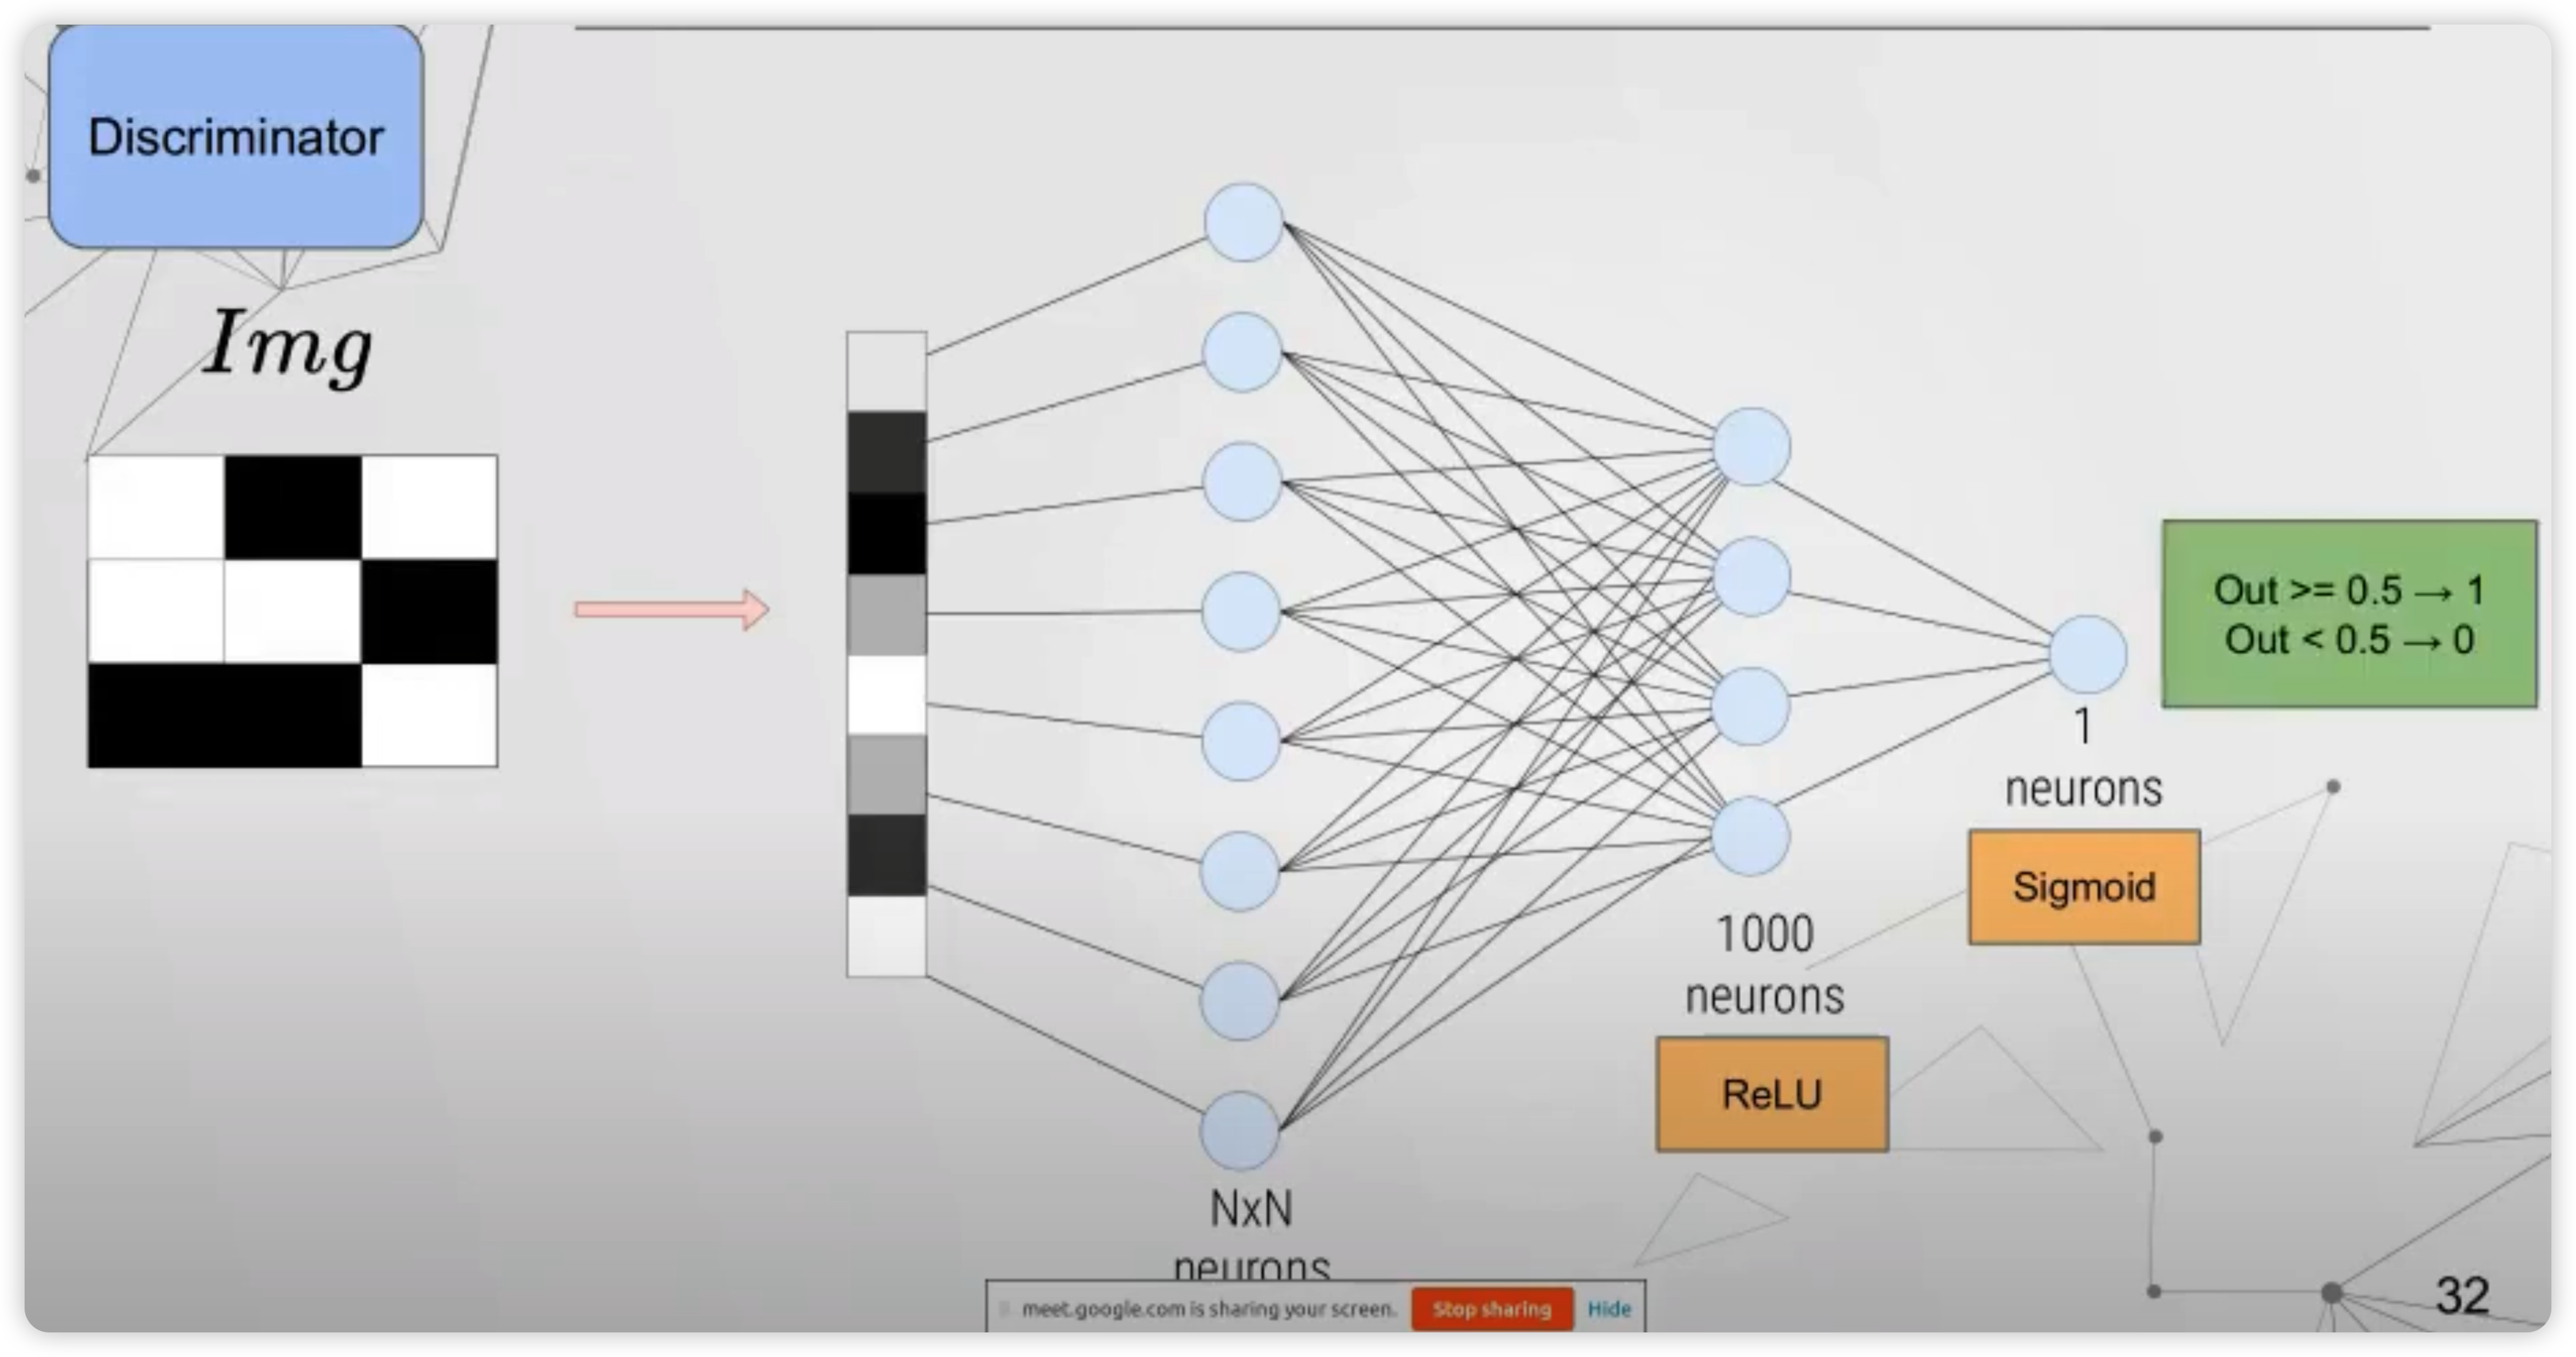 Discriminator
Img
Out >= 0.5 → 1
Out < 0.5 → 0
1
neurons
Sigmoid
1000
neurons
ReLU
NxN
neurons
meet.google.com is sharing your screen. Stop sharing Hide
32